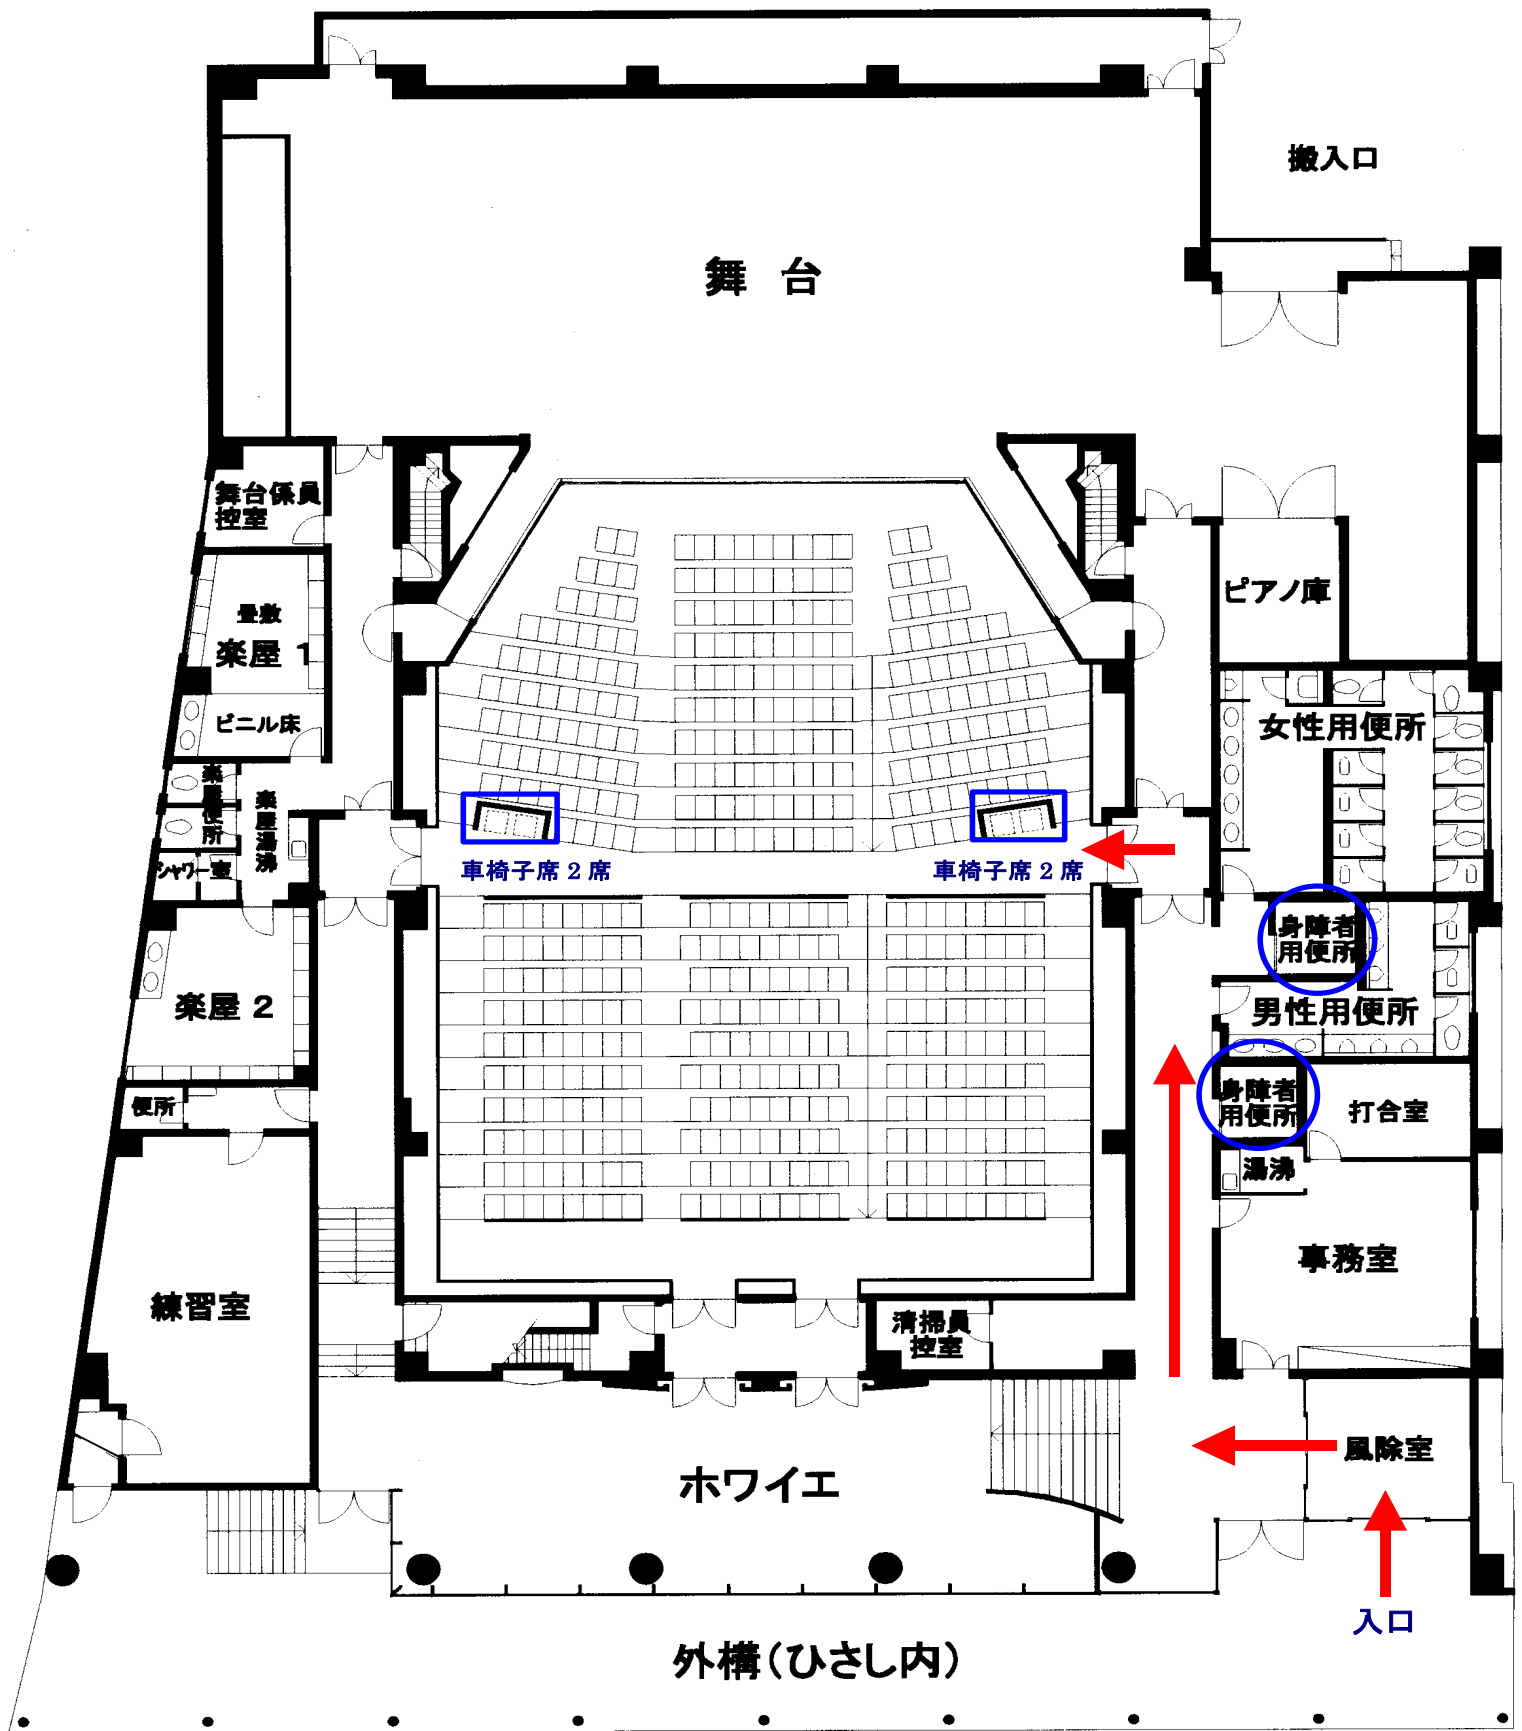 搬入口
舞 台
舞台係員
控室
畳敷
楽屋 1
ビニル床
ピアノ庫
女性用便所
楽屋便所
楽屋湯沸
シャワー室
車椅子席２席
車椅子席２席
身障者
用便所
楽屋 2
男性用便所
便所
身障者
用便所
打合室
湯沸
事務室
練習室
清掃員
控室
風除室
ホワイエ
入口
外構(ひさし内)